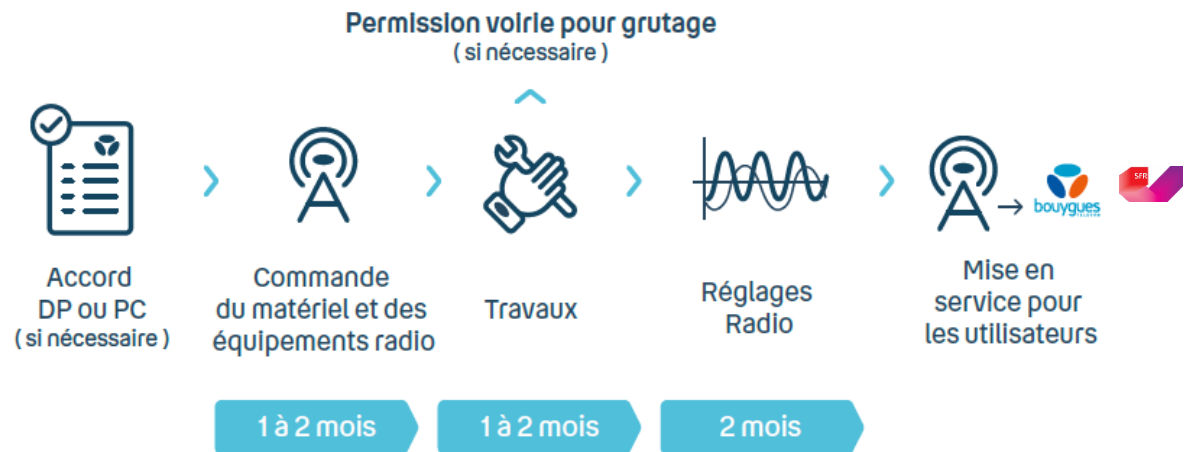 Permission voirie pour grutage
( si nécessaire )
Accord
DP ou PC
( si nécessaire )
Commande
du matériel et des
équipements radio
Travaux
Réglages
Radio
bouygues
TELECOM
SFR
Mise en
service pour
les utilisateurs
1 à 2 mois
1 à 2 mois
2 mois